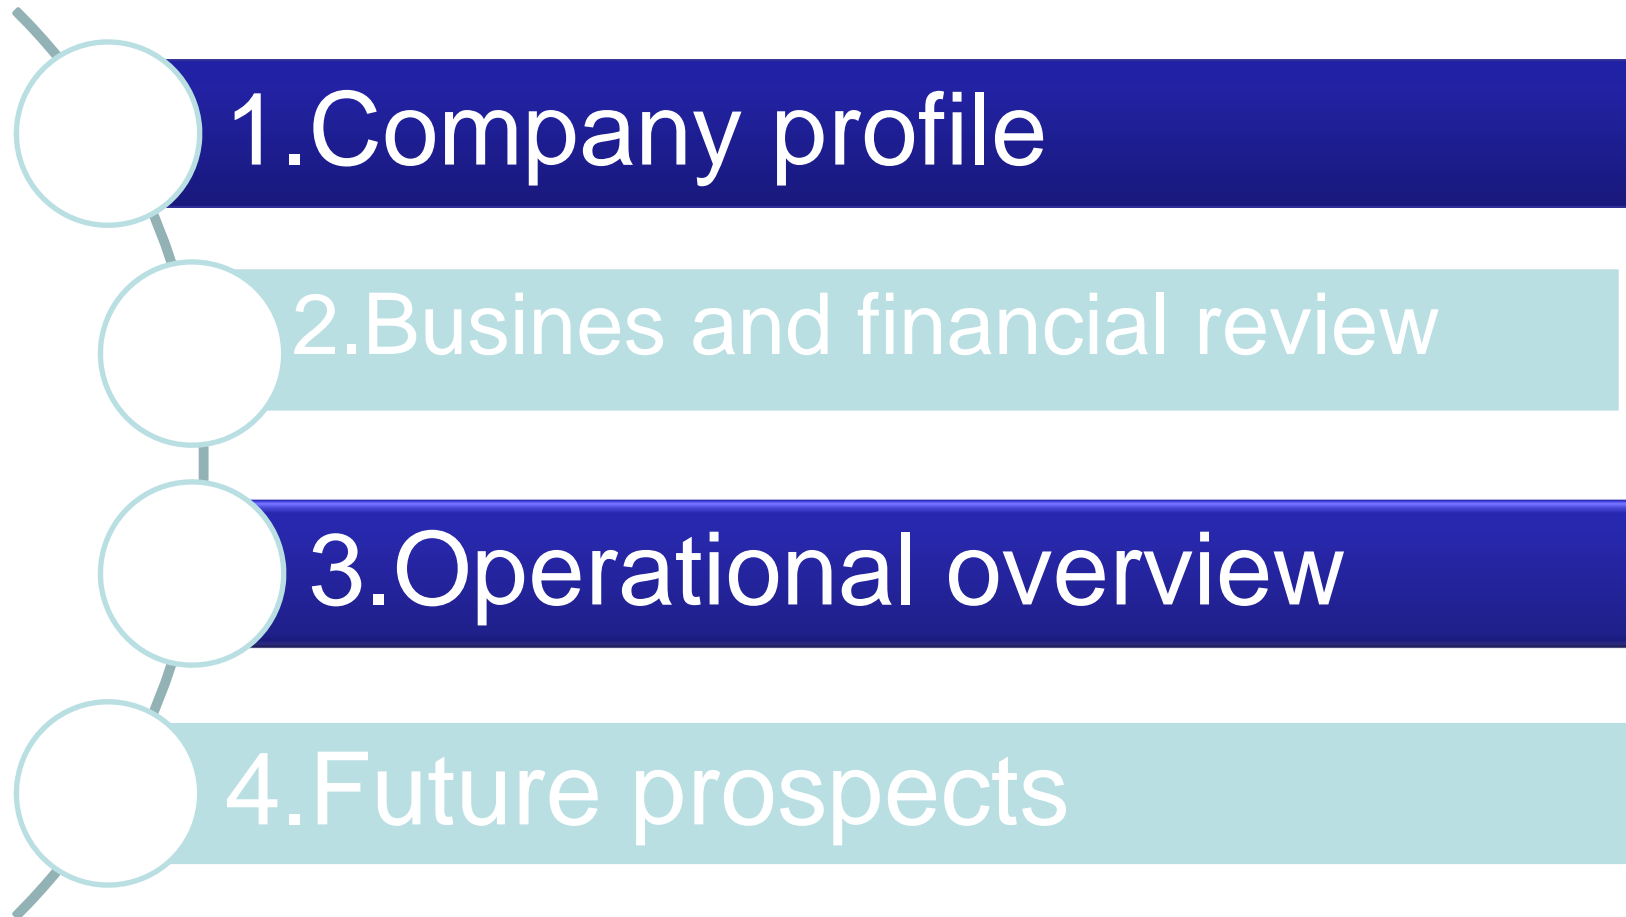 1.Company profile
2.Busines and financial review
3.Operational overview
4.Future prospects